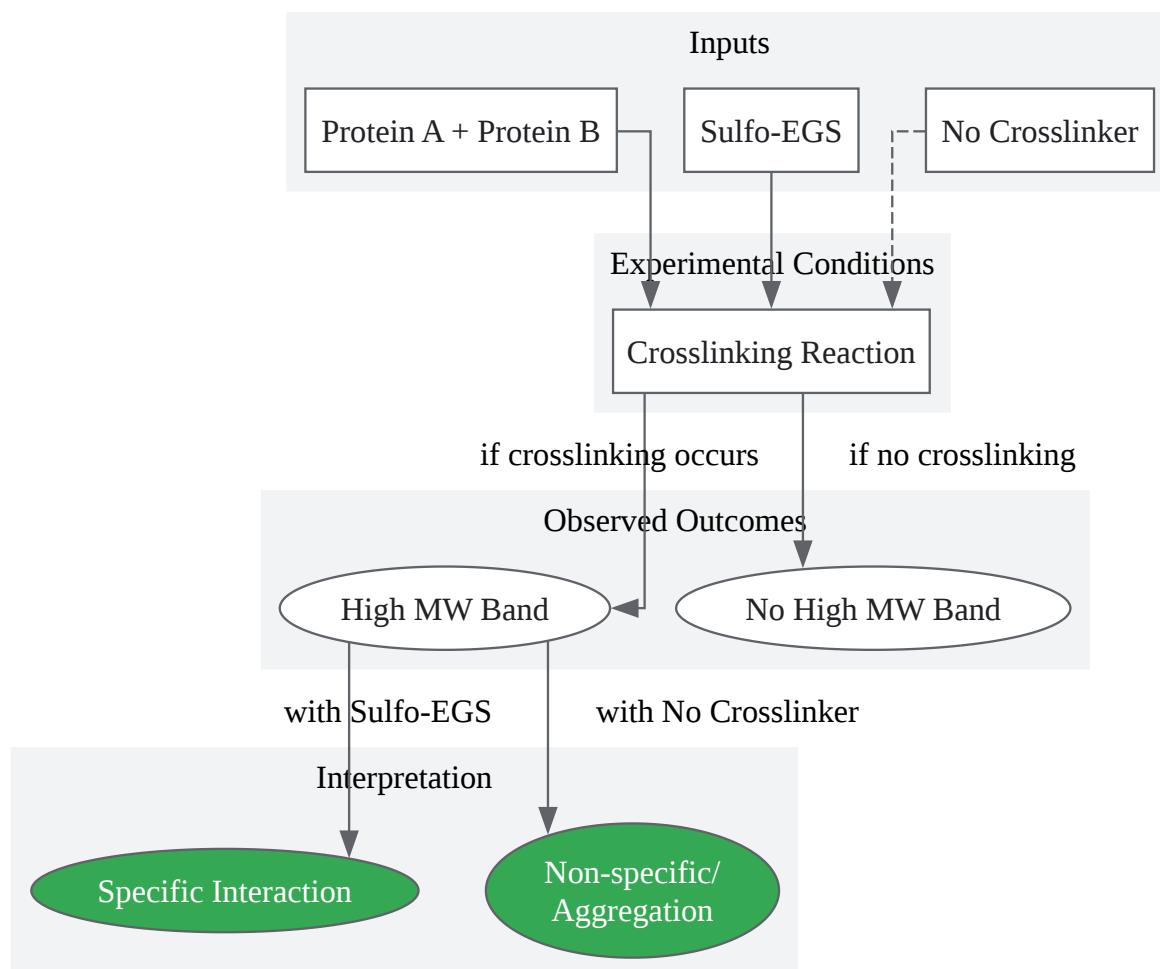 Inputs
Protein A + Protein B
Sulfo-EGS
No Crosslinker
Experimental Conditions
Crosslinking Reaction
if crosslinking occurs
if no crosslinking
Observed Outcomes
High MW Band
No High MW Band
with Sulfo-EGS
with No Crosslinker
Interpretation
Specific Interaction
Non-specific/
Aggregation